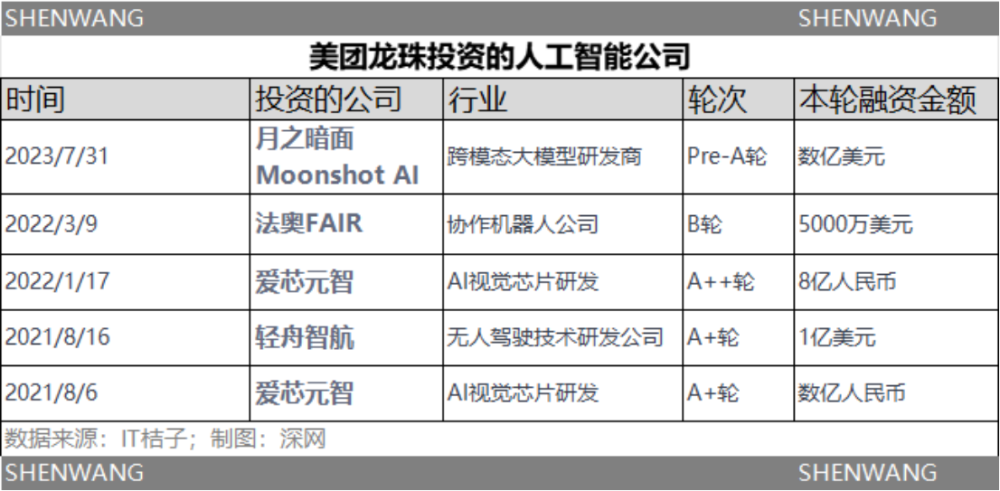 SHENWANG SHENWANG
美团龙珠投资的人工智能公司
时间 投资的公司 行业 轮次 本轮融资金额
2023/7/31 月之暗面 Moonshot AI 跨模态大模型研发商 Pre-A轮 数亿美元
2022/3/9 法奥FAIR 协作机器人公司 B轮 5000万美元
2022/1/17 爱芯元智 AI视觉芯片研发 A++轮 8亿人民币
2021/8/16 轻舟智航 无人驾驶技术研发公司 A+轮 1亿美元
2021/8/6 爱芯元智 AI视觉芯片研发 A+轮 数亿人民币
数据来源：IT桔子；制图：深网
SHENWANG SHENWANG